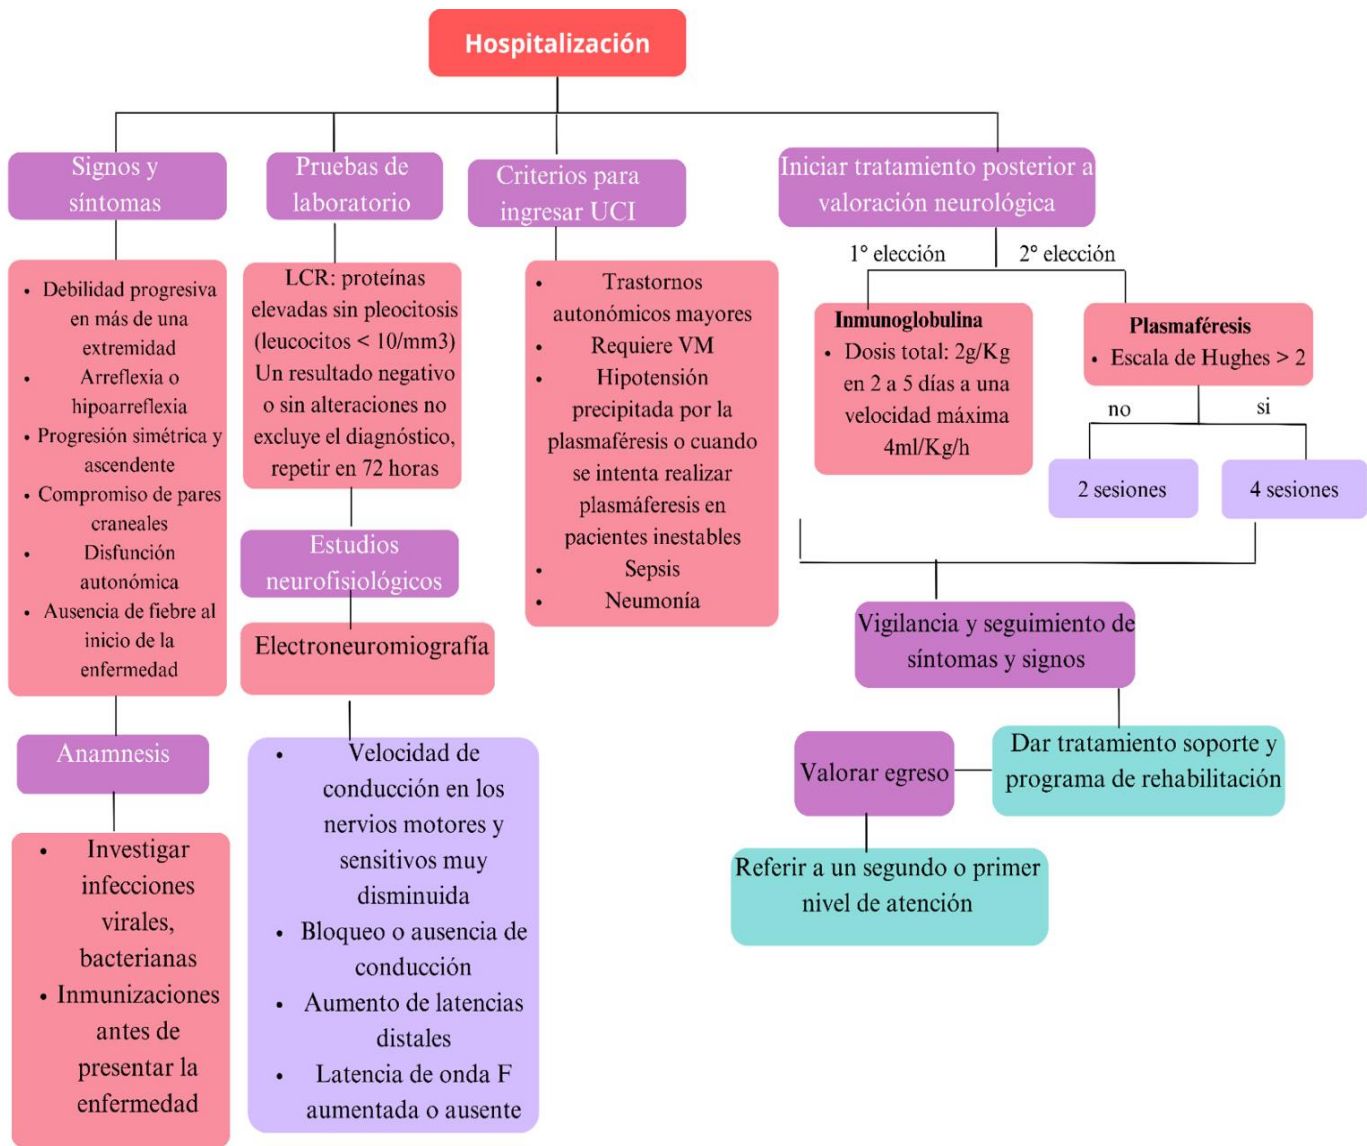 Hospitalización
Signos y
síntomas
Debilidad progresiva
en más de una
extremidad
Arreflexia o
hipoarreflexia
Progresión simétrica y
ascendente
Compromiso de pares
craneales
Disfunción
autonómica
Ausencia de fiebre al
inicio de la
enfermedad
Anamnesis
Investigar
infecciones
virales,
bacterianas
Inmunizaciones
antes de
presentar la
enfermedad
Pruebas de
laboratorio
LCR: proteínas
elevadas sin pleocitosis
(leucocitos < 10/mm3)
Un resultado negativo
o sin alteraciones no
excluye el diagnóstico,
repetir en 72 horas
Estudios
neurofisiológicos
Electroneuromiografía
Velocidad de
conducción en los
nervios motores y
sensitivos muy
disminuida
Bloqueo o ausencia de
conducción
Aumento de latencias
distales
Latencia de onda F
aumentada o ausente
Criterios para
ingresar UCI
Trastornos
autonómicos mayores
Requiere VM
Hipotensión
precipitada por la
plasmaféresis o cuando
se intenta realizar
plasmáferesis en
pacientes inestables
Sepsis
Neumonía
Iniciar tratamiento posterior a
valoración neurológica
1° elección
2° elección
Inmunoglobulina
Dosis total: 2g/Kg
en 2 a 5 días a una
velocidad máxima
4ml/Kg/h
Plasmaféresis
Escala de Hughes > 2
no
si
2 sesiones
4 sesiones
Vigilancia y seguimiento de
síntomas y signos
Dar tratamiento soporte y
programa de rehabilitación
Valorar egreso
Referir a un segundo o primer
nivel de atención